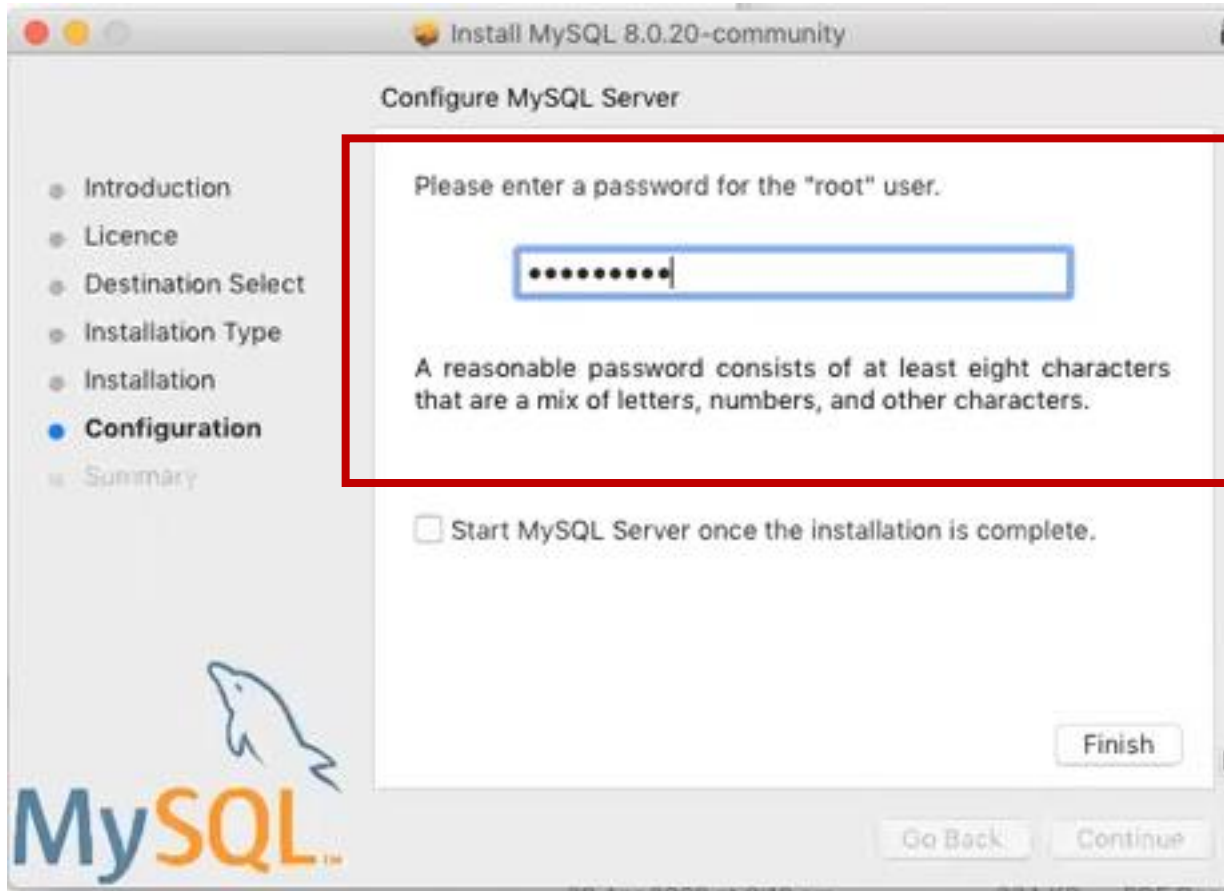 Install MySQL 8.0.20-community
Configure MySQL Server
Introduction
Licence
Destination Select
Installation Type
Installation
Configuration
Summary
Please enter a password for the "root" user.
•••••••••
A reasonable password consists of at least eight characters
that are a mix of letters, numbers, and other characters.
Start MySQL Server once the installation is complete.
Finish
MySQL™
Go Back
Continue